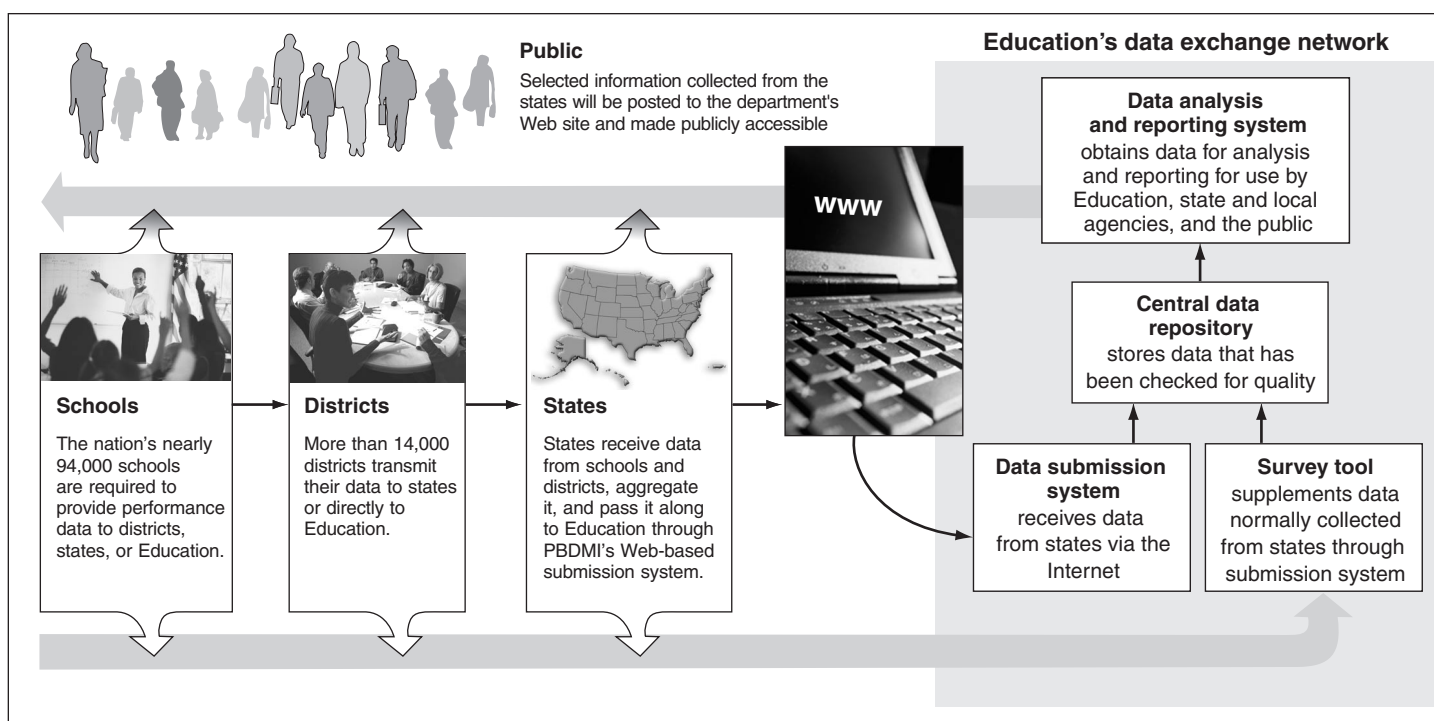 Public
Selected information collected from the
states will be posted to the department's
Web site and made publicly accessible
Education’s data exchange network
Data analysis
and reporting system
obtains data for analysis
and reporting for use by
Education, state and local
agencies, and the public
www
Central data
repository
stores data that has
been checked for quality
Schools
The nation’s nearly
94,000 schools
are required to
provide performance
data to districts,
states, or Education.
Districts
More than 14,000
districts transmit
their data to states
or directly to
Education.
States
States receive data
from schools and
districts, aggregate
it, and pass it along
to Education through
PBDMI’s Web-based
submission system.
Data submission
system
receives data
from states via the
Internet
Survey tool
supplements data
normally collected
from states through
submission system